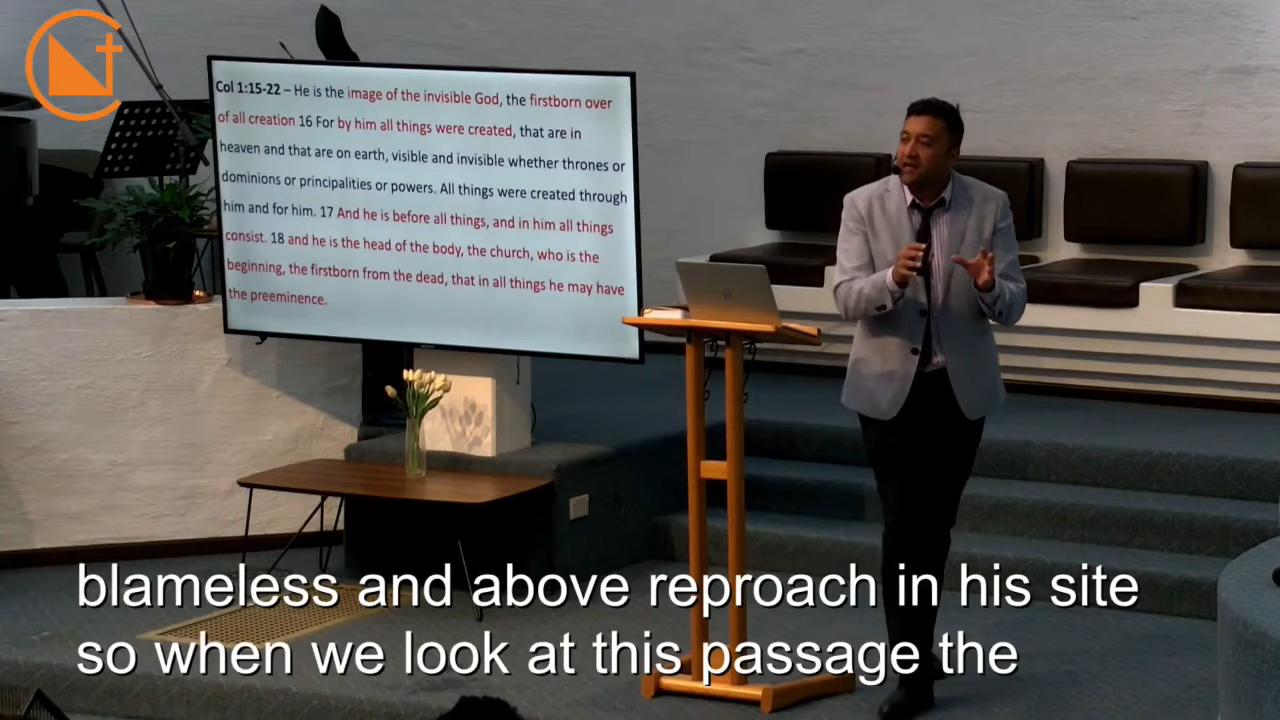 Col 1:15-22 – He is the image of the invisible God, the firstborn over
of all creation 16 For by him all things were created, that are in
heaven and that are on earth, visible and invisible whether thrones or
dominions or principalities or powers. All things were created through
him and for him. 17 And he is before all things, and in him all things
consist. 18 and he is the head of the body, the church, who is the
beginning, the firstborn from the dead, that in all things he may have
the preeminence.
blameless and above reproach in his site
so when we look at this passage the